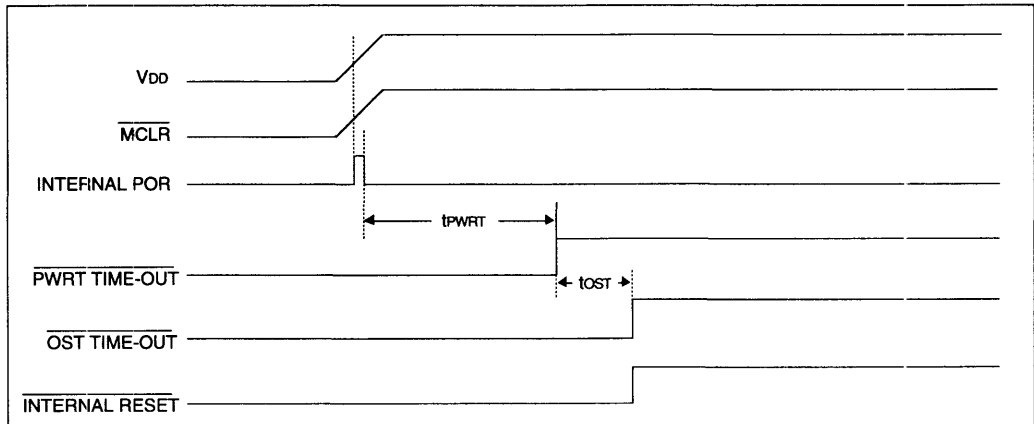 VDD
MCLR
INTERNAL POR
tPWRT
PWRT TIME-OUT
tOST
OST TIME-OUT
INTERNAL RESET